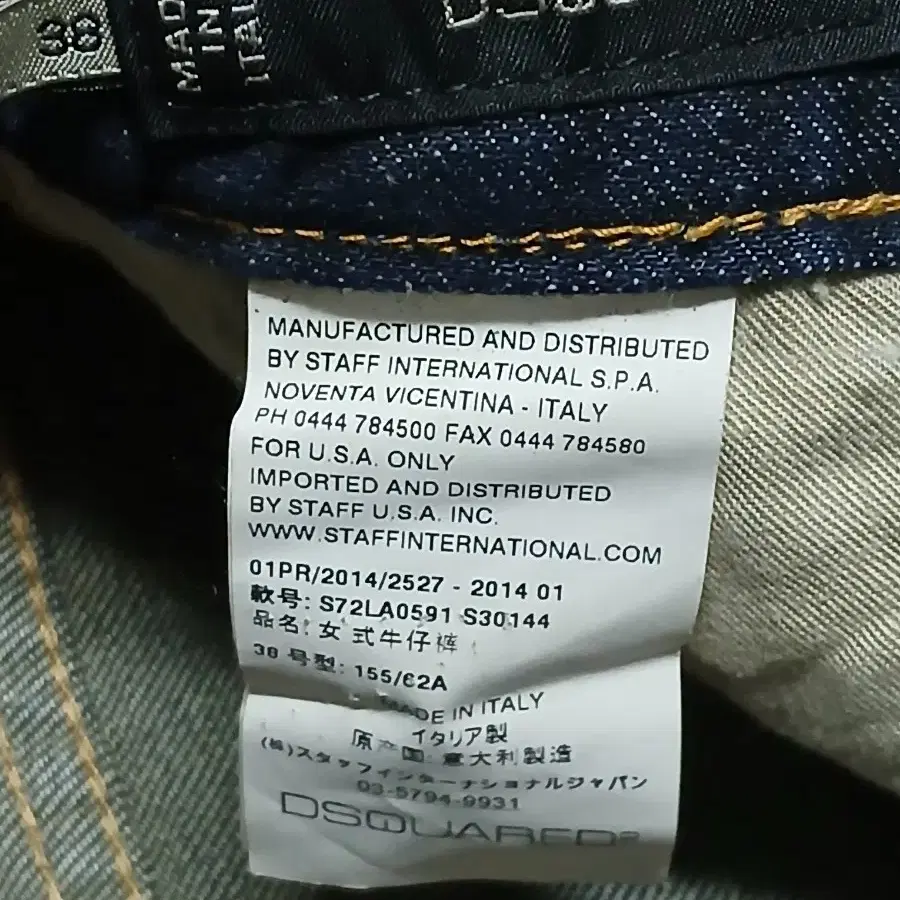 38
MADE
IN
ITALY
MANUFACTURED AND DISTRIBUTED
BY STAFF INTERNATIONAL S.P.A.
NOVENTA VICENTINA - ITALY
PH 0444 784500 FAX 0444 784580
FOR U.S.A. ONLY
IMPORTED AND DISTRIBUTED
BY STAFF U.S.A. INC.
WWW.STAFFINTERNATIONAL.COM
01PR/2014/2527 - 2014 01
款号: S72LA0591 S30144
品名: 女式牛仔裤
38 号型: 155/62A
MADE IN ITALY
イタリア製
原产国: 意大利製造
(株)スタッフインターナショナルジャパン
03-5794-9931
DSQUARED2